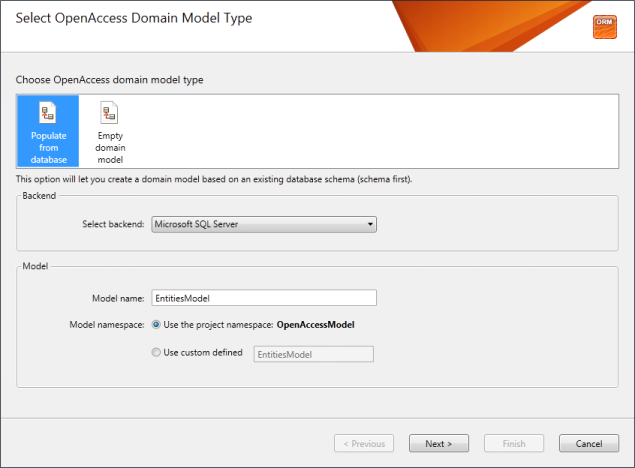 Select OpenAccess Domain Model Type
ORM
Choose OpenAccess domain model type
Populate
from
database
Empty
domain
model
This option will let you create a domain model based on an existing database schema (schema first).
Backend
Select backend: Microsoft SQL Server
Model
Model name: EntitiesModel
Model namespace: Use the project namespace: OpenAccessModel
Use custom defined EntitiesModel
< Previous Next > Finish Cancel